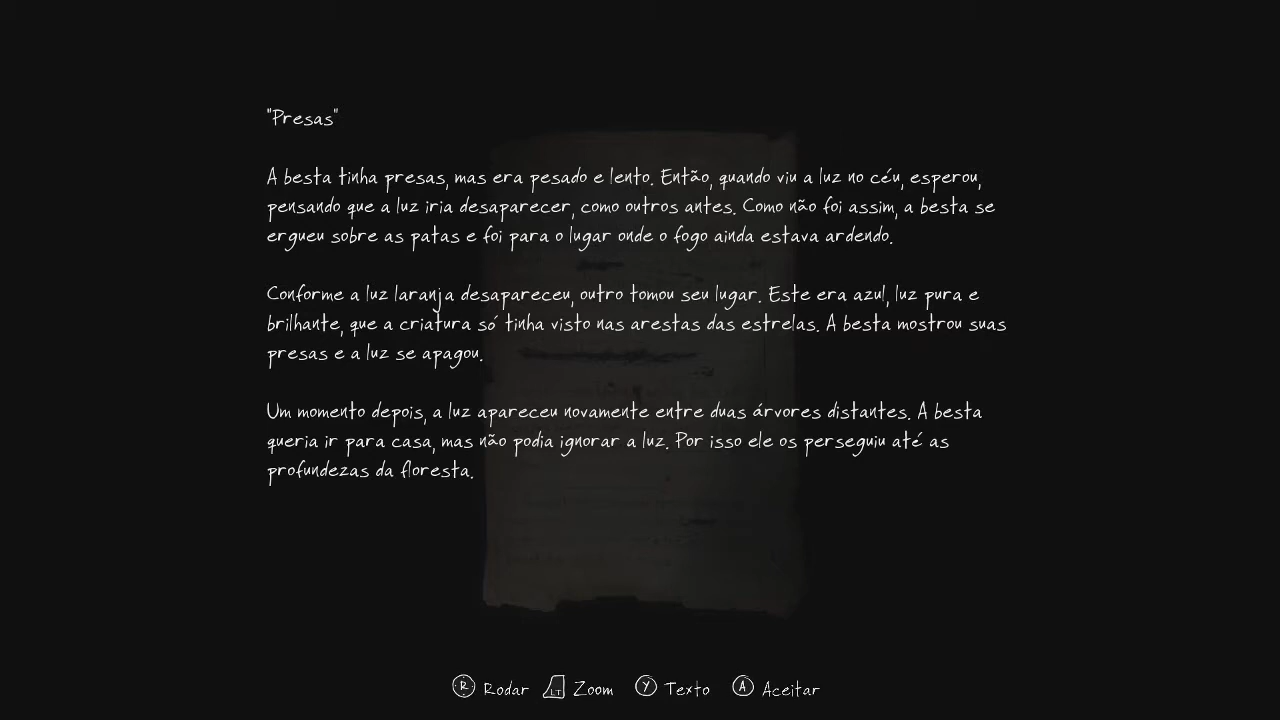 "Presas"
A besta tinha presas, mas era pesado e lento. Então, quando viu a luz no céu, esperou,
pensando que a luz iria desaparecer, como outros antes. Como não foi assim, a besta se
ergueu sobre as patas e foi para o lugar onde o fogo ainda estava ardendo.
Conforme a luz laranja desapareceu, outro tomou seu lugar. Este era azul, luz pura e
brilhante, que a criatura só tinha visto nas arestas das estrelas. A besta mostrou suas
presas e a luz se apagou.
Um momento depois, a luz apareceu novamente entre duas árvores distantes. A besta
queria ir para casa, mas não podia ignorar a luz. Por isso ele os perseguiu até as
profundezas da floresta.
R Rodar LT Zoom Y Texto A Aceitar